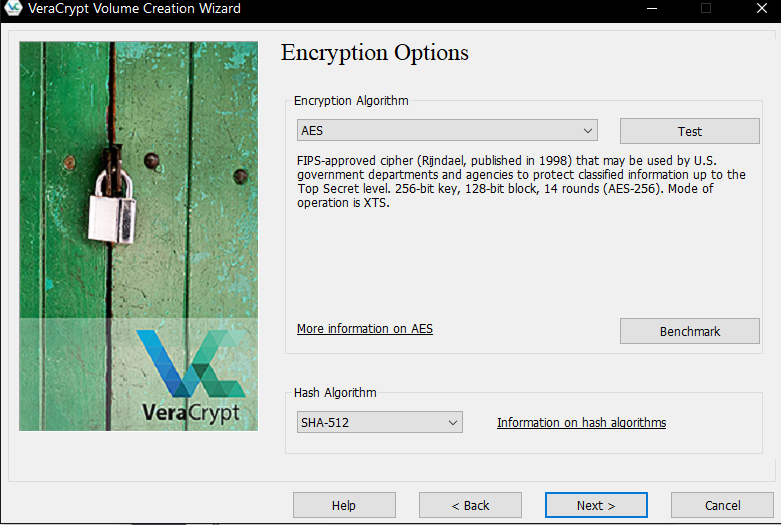 VeraCrypt Volume Creation Wizard
Encryption Options
Encryption Algorithm
AES
Test
FIPS-approved cipher (Rijndael, published in 1998) that may be used by U.S.
government departments and agencies to protect classified information up to the
Top Secret level. 256-bit key, 128-bit block, 14 rounds (AES-256). Mode of
operation is XTS.
More information on AES
Benchmark
VeraCrypt
Hash Algorithm
SHA-512
Information on hash algorithms
Help
< Back
Next >
Cancel